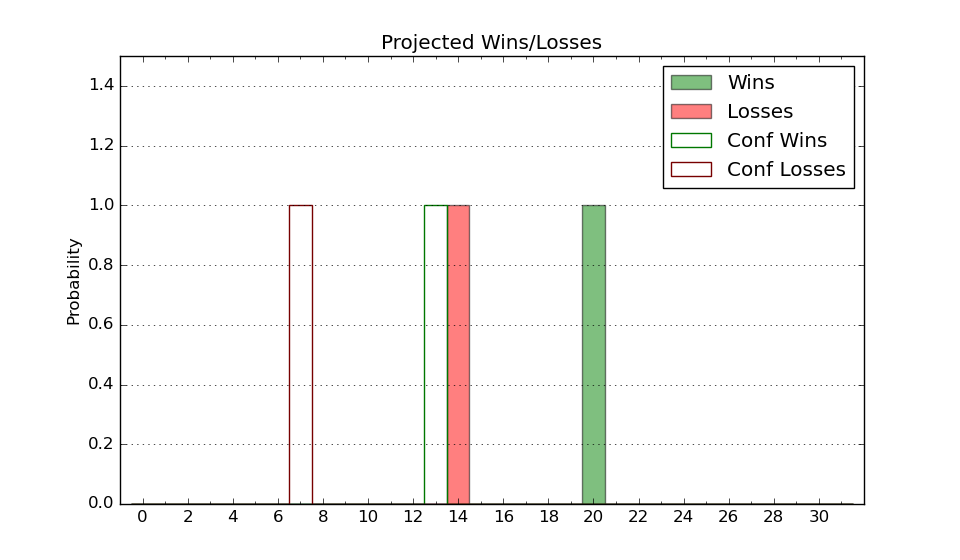 Projected Wins/Losses
Wins
Losses
Conf Wins
Conf Losses
Probability
1.4
1.2
1.0
0.8
0.6
0.4
0.2
0.0
0 2 4 6 8 10 12 14 16 18 20 22 24 26 28 30